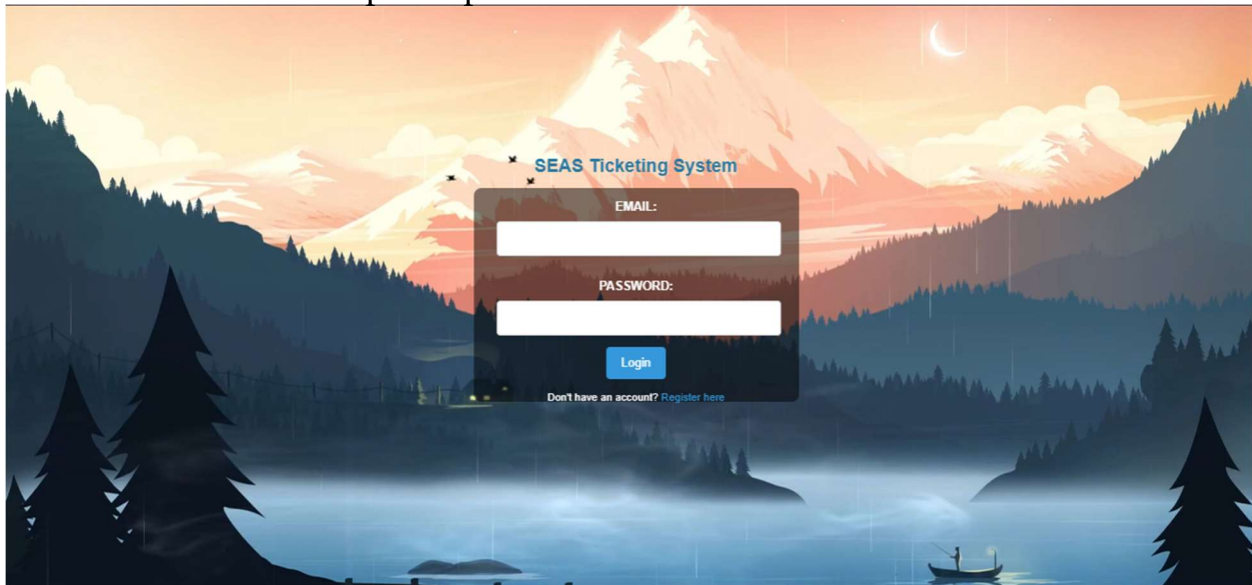 SEAS Ticketing System
EMAIL:
PASSWORD:
Login
Don't have an account? Register here